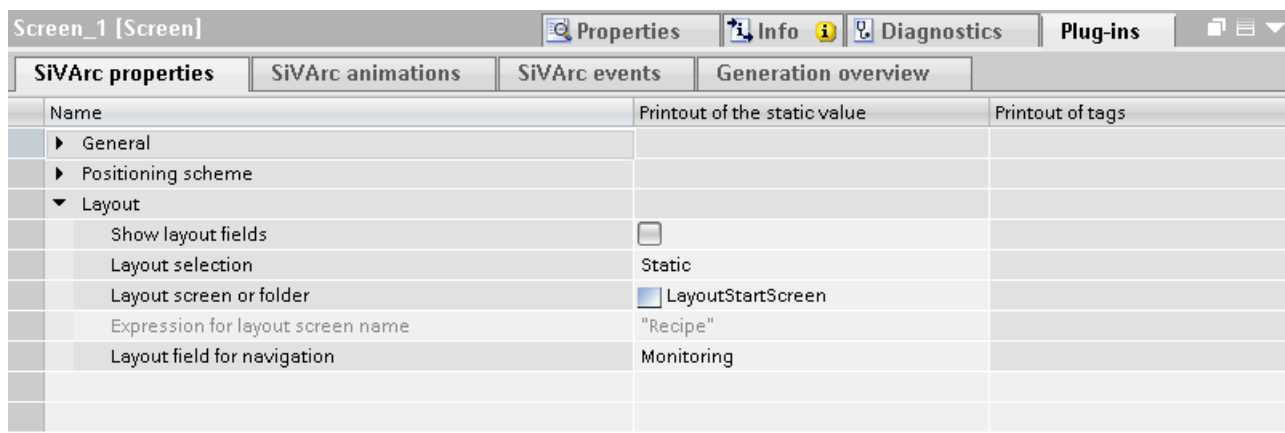 Screen_1 [Screen] Properties Info Diagnostics Plug-ins
SiVArc properties SiVArc animations SiVArc events Generation overview
Name Printout of the static value Printout of tags
General
Positioning scheme
Layout
Show layout fields
Layout selection Static
Layout screen or folder LayoutStartScreen
Expression for layout screen name "Recipe"
Layout field for navigation Monitoring